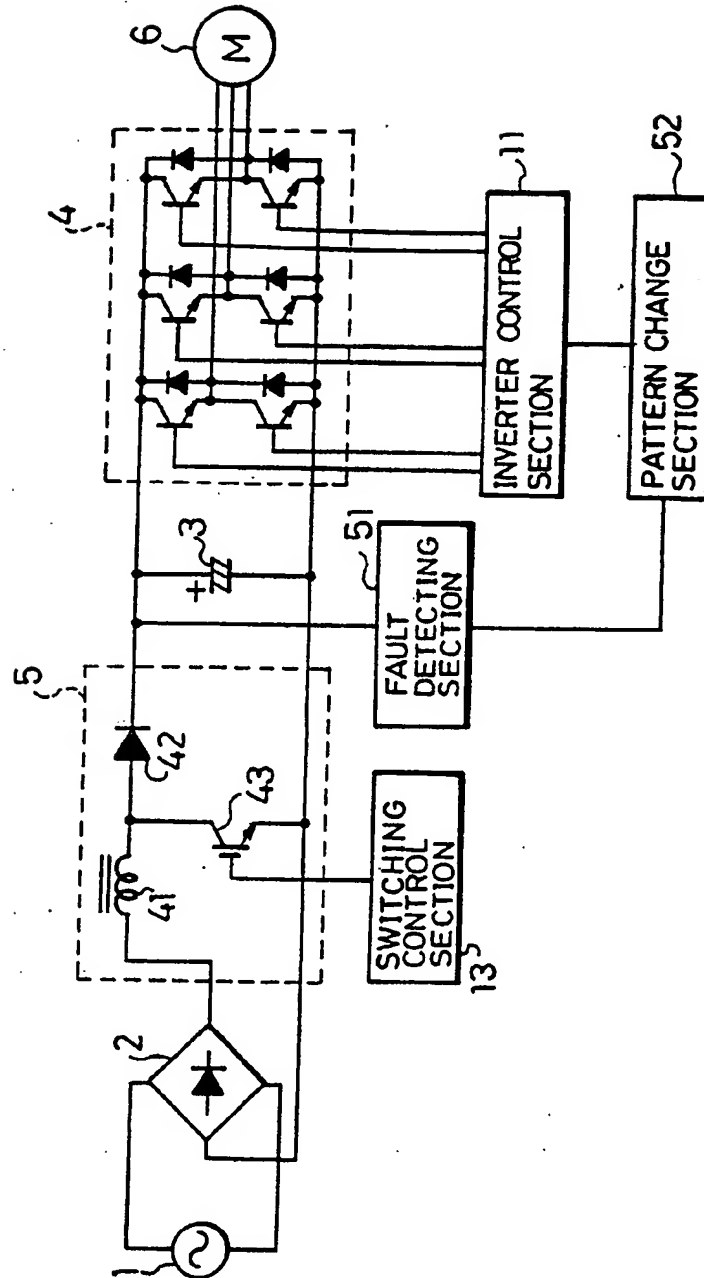 1
2
5
41
42
43
SWITCHING
CONTROL
SECTION
13
3
+
FAULT
DETECTING
SECTION
51
4
INVERTER CONTROL
SECTION
11
PATTERN CHANGE
SECTION
52
M
6